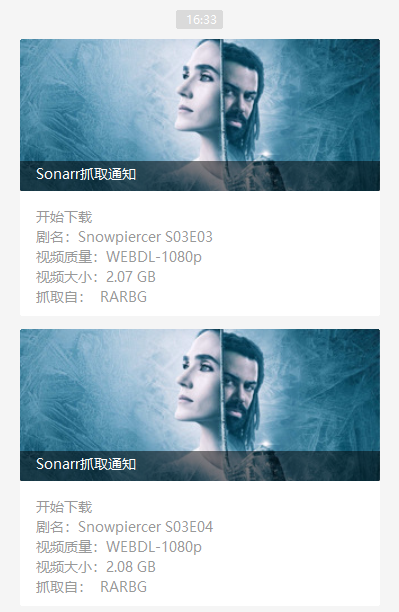 16:33
Sonarr抓取通知
开始下载
剧名：Snowpiercer S03E03
视频质量：WEBDL-1080p
视频大小：2.07 GB
抓取自： RARBG
Sonarr抓取通知
开始下载
剧名：Snowpiercer S03E04
视频质量：WEBDL-1080p
视频大小：2.08 GB
抓取自： RARBG